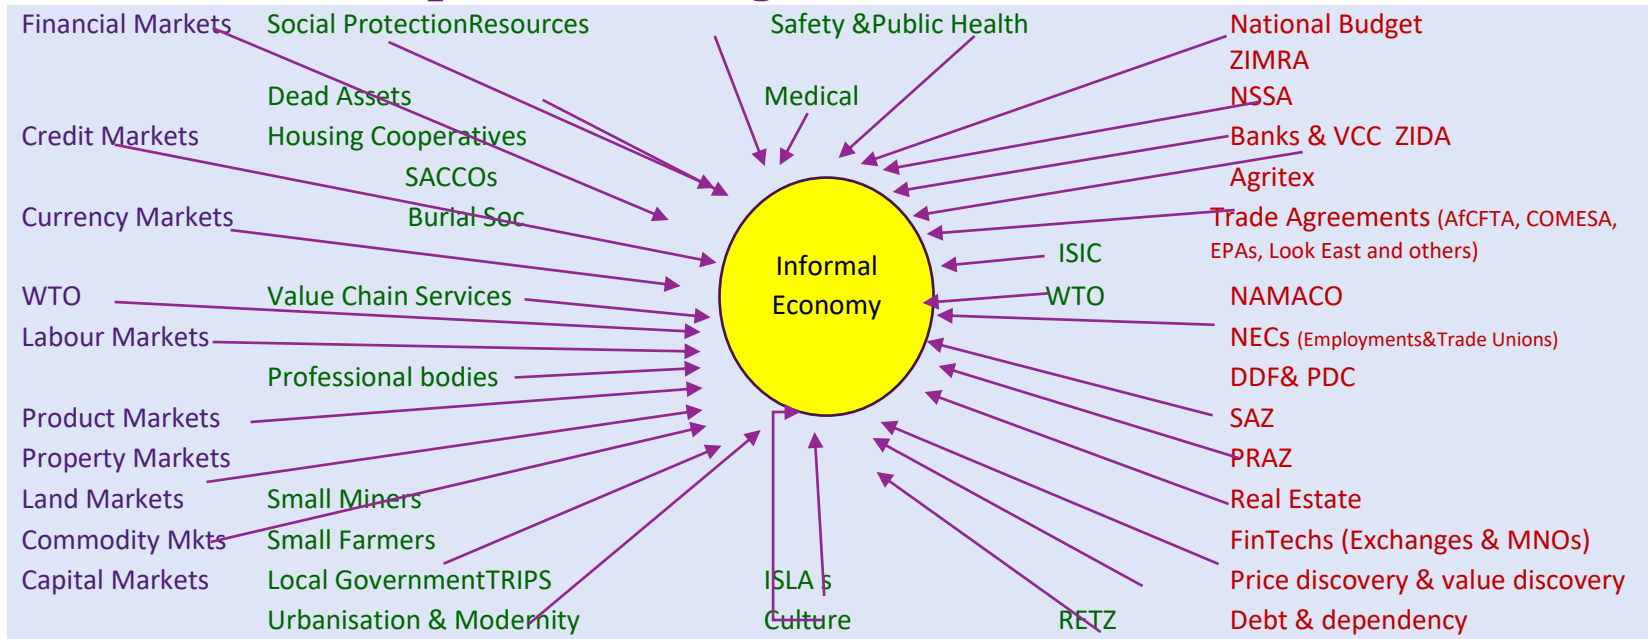 Financial Markets Social ProtectionResources Safety &Public Health National Budget
ZIMRA
Dead Assets Medical NSSA
Credit Markets Housing Cooperatives Banks & VCC ZIDA
SACCOs Agritex
Currency Markets Burial Soc Trade Agreements (AfCFTA, COMESA,
ISIC EPAs, Look East and others)
Informal
Economy
WTO Value Chain Services WTO NAMACO
Labour Markets NECs (Employments&Trade Unions)
Professional bodies DDF& PDC
Product Markets SAZ
Property Markets PRAZ
Land Markets Small Miners Real Estate
Commodity Mkts Small Farmers FinTechs (Exchanges & MNOs)
Capital Markets Local GovernmentTRIPS ISLA s Price discovery & value discovery
Urbanisation & Modernity Culture RETZ Debt & dependency